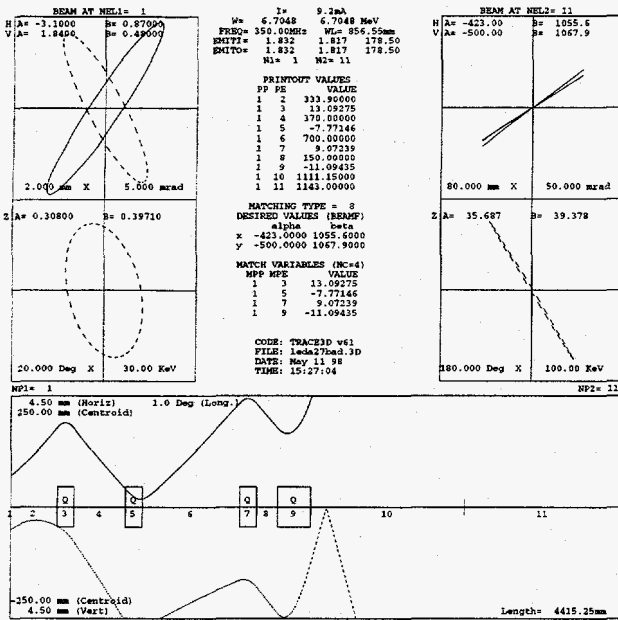 BEAM AT NEL1= 1
H A= -3.1000 B= 0.87000
V A= 1.8400 B= 0.48000
2.000 mm X 5.000 mrad
Z A= 0.30800 B= 0.39710
20.000 Deg X 30.00 KeV
NP1= 1
I= 9.2mA
W= 6.7048 6.7048 MeV
FREQ= 350.00MHz WL= 856.55mm
EMITI= 1.832 1.817 178.50
EMITO= 1.832 1.817 178.50
N1= 1 N2= 11
PRINTOUT VALUES
PP PE VALUE
1 2 333.90000
1 3 13.09275
1 4 370.00000
1 5 -7.77146
1 6 700.00000
1 7 9.07239
1 8 150.00000
1 9 -11.09435
1 10 1111.15000
1 11 1143.00000
MATCHING TYPE = 8
DESIRED VALUES (BEAMF)
alpha beta
x -423.0000 1055.6000
y -500.0000 1067.9000
MATCH VARIABLES (NC=4)
MPP MPE VALUE
1 3 13.09275
1 5 -7.77146
1 7 9.07239
1 9 -11.09435
CODE: TRACE3D v61
FILE: leda27bad.3D
DATE: May 11 98
TIME: 15:27:04
BEAM AT NEL2= 11
H A= -423.00 B= 1055.6
V A= -500.00 B= 1067.9
80.000 mm X 50.000 mrad
Z A= 35.687 B= 39.378
180.000 Deg X 100.00 KeV
NP2= 11
4.50 mm (Horiz) 1.0 Deg (Long.)
250.00 mm (Centroid)
Q Q Q Q
1 2 3 4 5 6 7 8 9 10 11
-250.00 mm (Centroid)
4.50 mm (Vert) Length= 4415.25mm